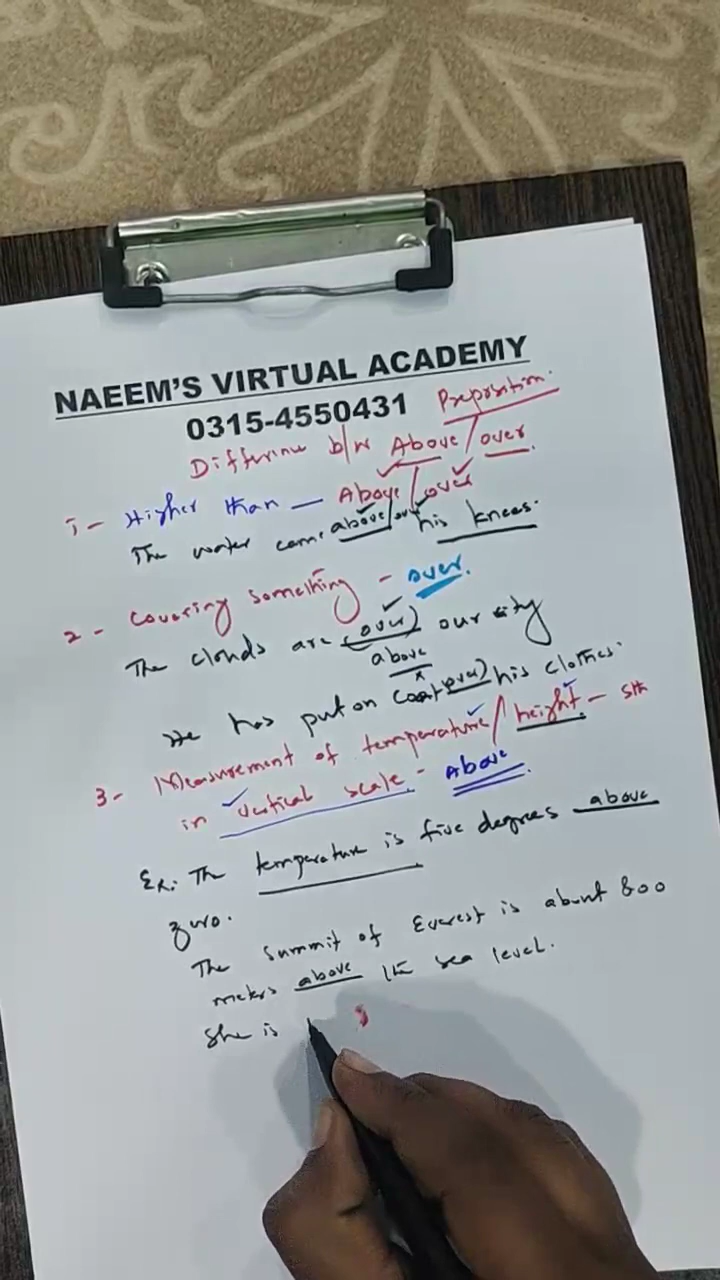 NAEEM'S VIRTUAL ACADEMY
0315-4550431 Preposition.
Difference b/w Above/over.
1- Higher than — Above/over
The water came above/over his knees.
2- Covering something - over.
The clouds are (over) our city
above
x
He has put on coat (over) his clothes.
3- Measurement of temperature/height - Sth
in vertical scale - Above
Ex: The temperature is five degrees above
zero.
The summit of Everest is about 800
meters above the sea level.
She is